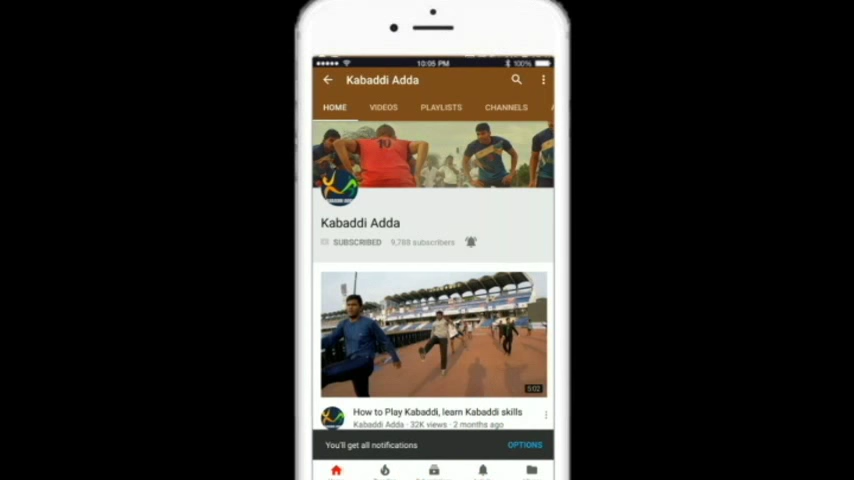 10:05 PM 100%
Kabaddi Adda
HOME VIDEOS PLAYLISTS CHANNELS
10
Kabaddi Adda
SUBSCRIBED 9,788 subscribers
5:02
How to Play Kabaddi, learn Kabaddi skills
Kabaddi Adda · 32K views · 2 months ago
You'll get all notifications OPTIONS